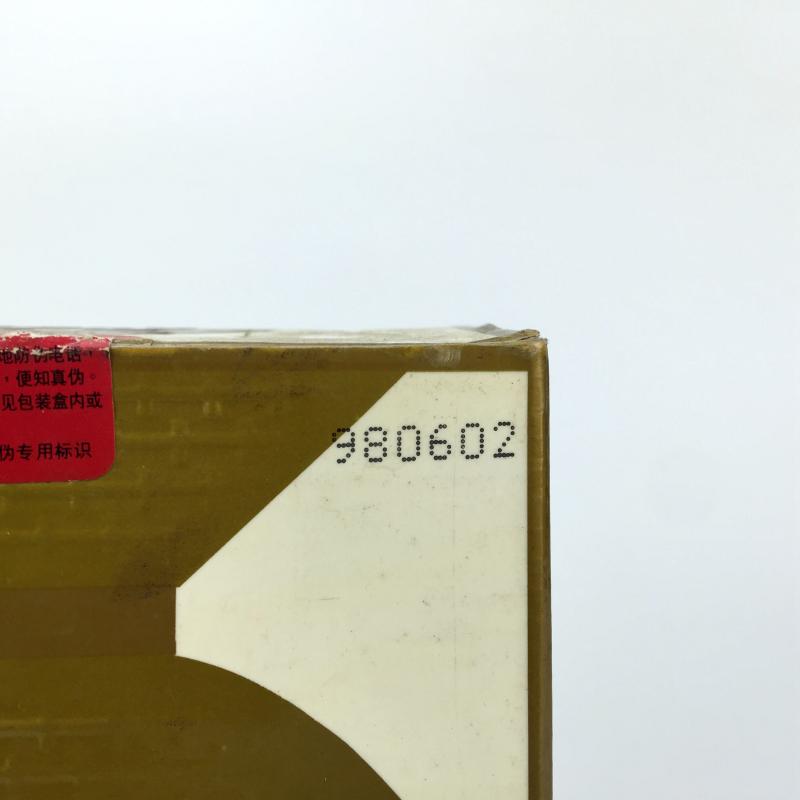 地防伪电话，
，便知真伪。
见包装盒内或
伪专用标识
980602